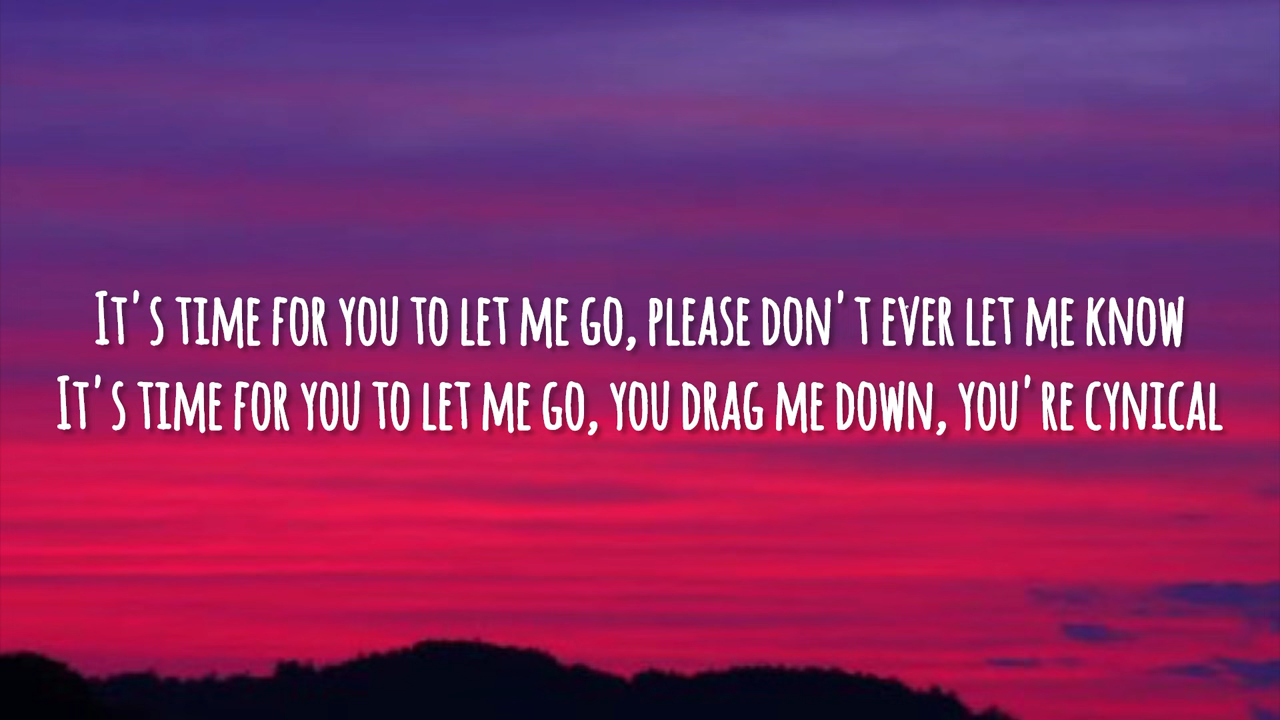 It's time for you to let me go, please don't ever let me know
It's time for you to let me go, you drag me down, you're cynical